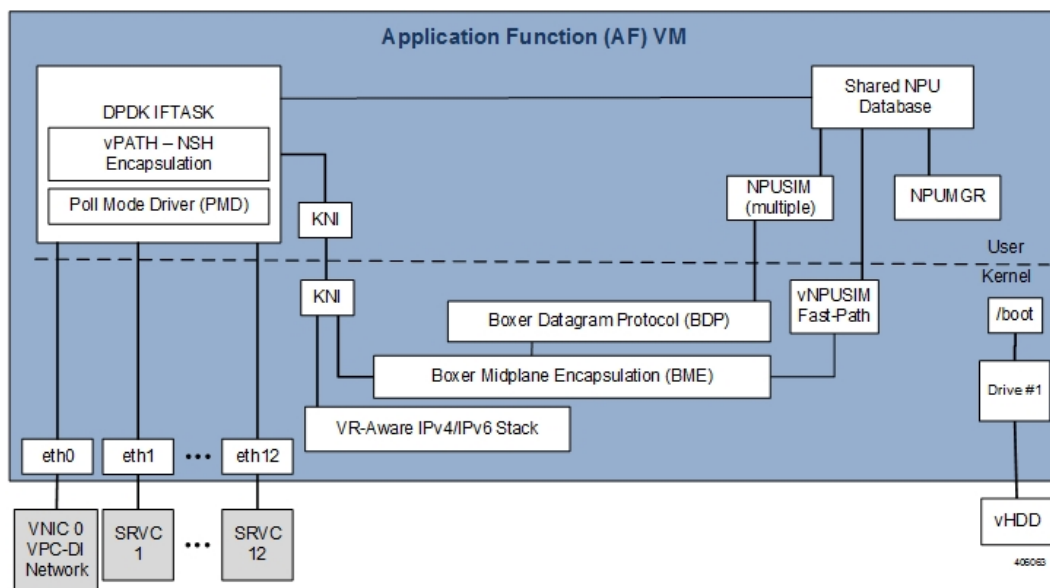 Application Function (AF) VM
DPDK IFTASK
vPATH – NSH
Encapsulation
Poll Mode Driver (PMD)
Shared NPU
Database
KNI
NPUSIM
(multiple)
NPUMGR
User
Kernel
KNI
vNPUSIM
Fast-Path
/boot
Boxer Datagram Protocol (BDP)
Boxer Midplane Encapsulation (BME)
Drive #1
VR-Aware IPv4/IPv6 Stack
eth0
eth1
•••
eth12
VNIC 0
VPC-DI
Network
SRVC
1
•••
SRVC
12
vHDD
406063